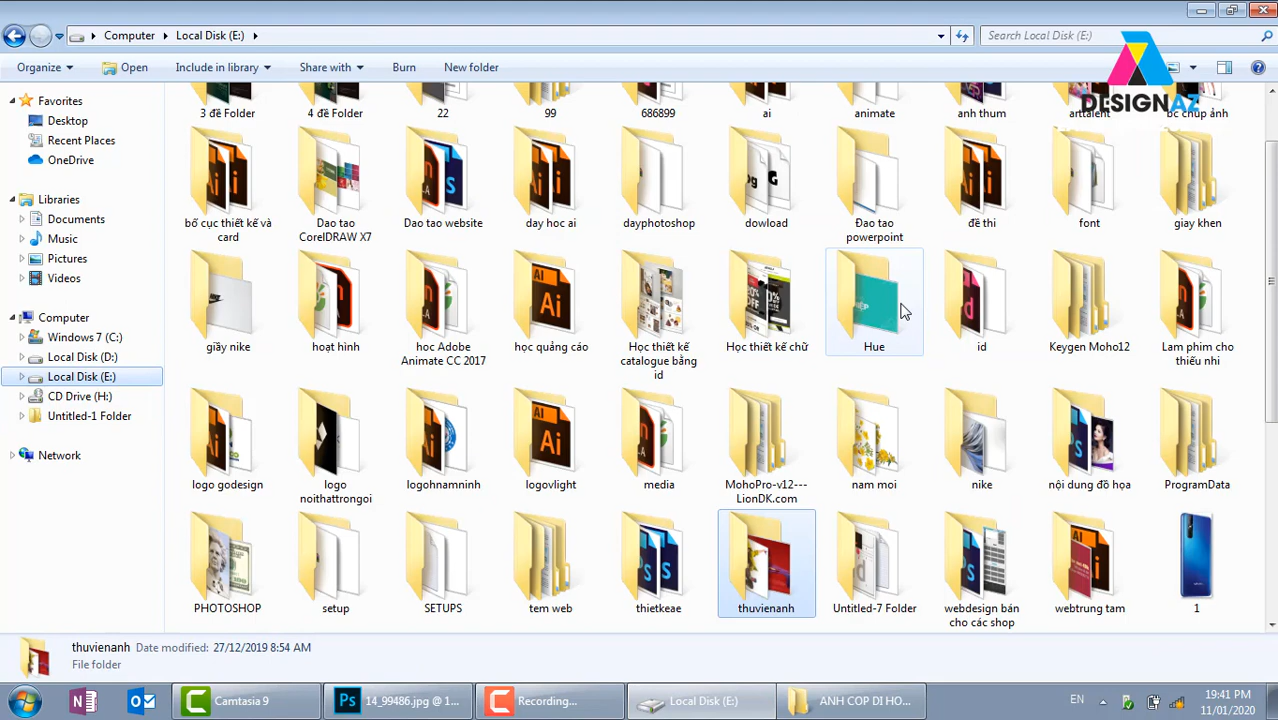 Computer ▸ Local Disk (E:) ▸
Search Local Disk (E:)
Organize Open Include in library Share with Burn New folder
DESIGNAZ
Favorites
Desktop
Recent Places
OneDrive
Libraries
Documents
Music
Pictures
Videos
Computer
Windows 7 (C:)
Local Disk (D:)
Local Disk (E:)
CD Drive (H:)
Untitled-1 Folder
Network
3 đề Folder 4 đề Folder 22 99 686899 ai animate anh thum arttalent bc chup ảnh
bố cục thiết kế và card
Dao tao CorelDRAW X7
Dao tao website
day hoc ai
dayphotoshop
dowload
Đao tao powerpoint
đề thi
font
giay khen
giầy nike
hoạt hình
học Adobe Animate CC 2017
học quảng cáo
Học thiết kế catalogue bằng id
Học thiết kế chữ
Hue
id
Keygen Moho12
Lam phim cho thiếu nhi
logo godesign
logo noithattrongoi
logohnamninh
logovlight
media
MohoPro-v12---LionDK.com
nam moi
nike
nội dung đồ họa
ProgramData
PHOTOSHOP
setup
SETUPS
tem web
thietkeae
thuvienanh
Untitled-7 Folder
webdesign bán cho các shop
webtrung tam
1
thuvienanh Date modified: 27/12/2019 8:54 AM
File folder
Camtasia 9
14_99486.jpg @ 1...
Recording...
Local Disk (E:)
ANH COP DI HO...
EN
19:41 PM
11/01/2020